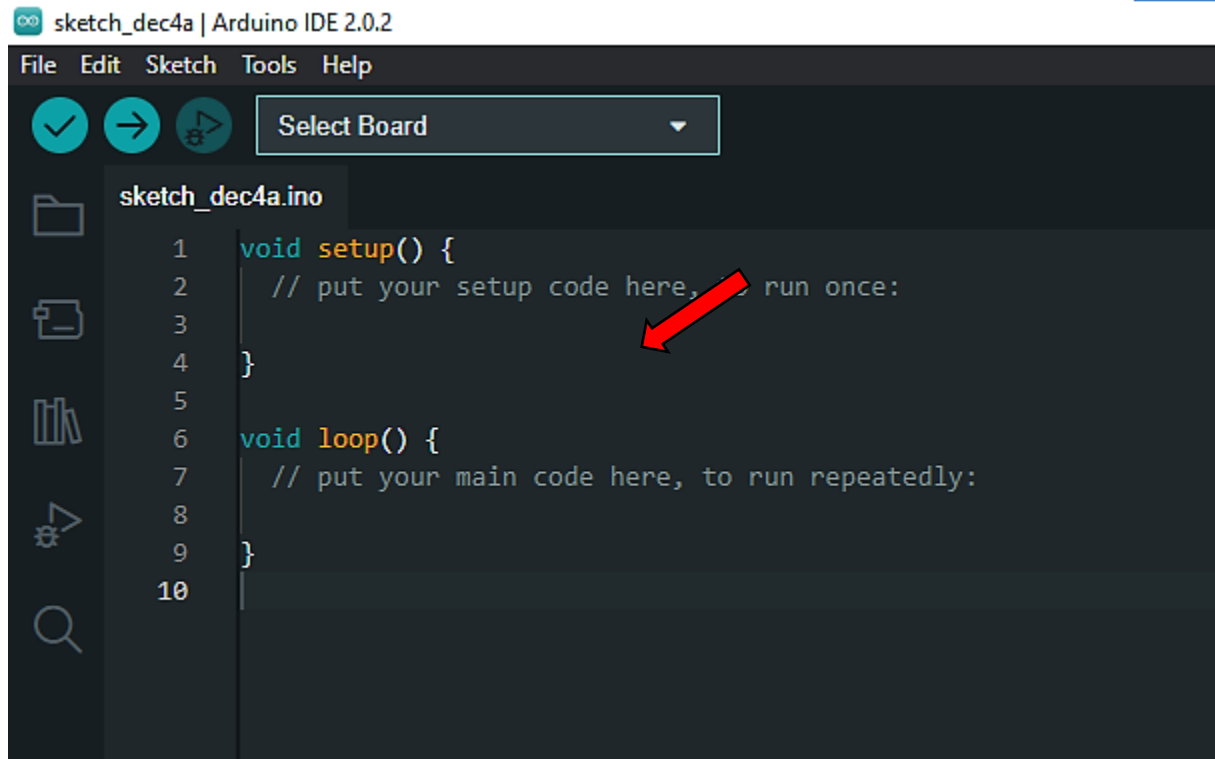 sketch_dec4a | Arduino IDE 2.0.2
File Edit Sketch Tools Help
Select Board
sketch_dec4a.ino
1 void setup() {
2 // put your setup code here, to run once:
3
4 }
5
6 void loop() {
7 // put your main code here, to run repeatedly:
8
9 }
10